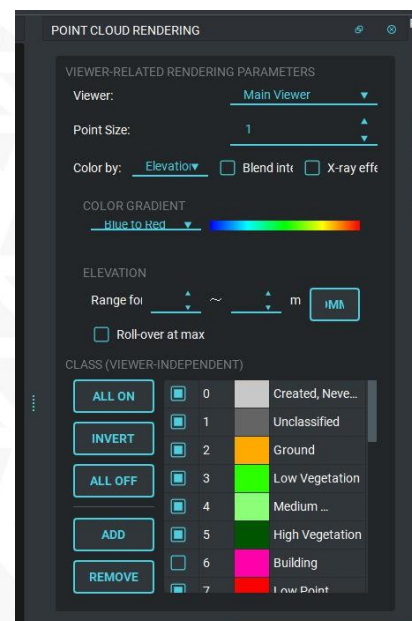 POINT CLOUD RENDERING
VIEWER-RELATED RENDERING PARAMETERS
Viewer: Main Viewer
Point Size: 1
Color by: Elevation Blend inte X-ray effe
COLOR GRADIENT
Blue to Red
ELEVATION
Range for ~ m
Roll-over at max
CLASS (VIEWER-INDEPENDENT)
ALL ON
INVERT
ALL OFF
ADD
REMOVE
0 Created, Neve...
1 Unclassified
2 Ground
3 Low Vegetation
4 Medium ...
5 High Vegetation
6 Building
7 Low Point